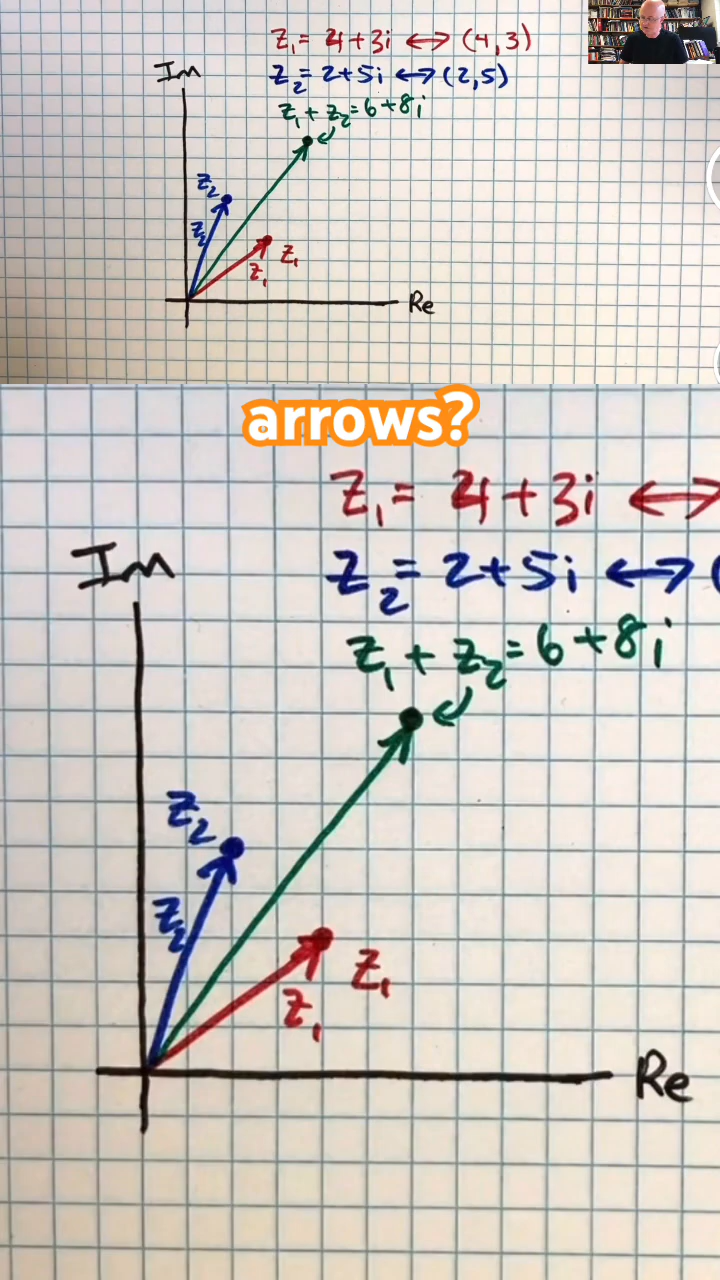 z₁ = 4+3i ↔ (4,3)
Im
z₂ = 2+5i ↔ (2,5)
z₁ + z₂ = 6+8i
z₂
z₂
z₁
z₁
Re
arrows?
z₁ = 4+3i ↔
Im
z₂ = 2+5i ↔ (
z₁ + z₂ = 6+8i
z₂
z₂
z₁
z₁
Re